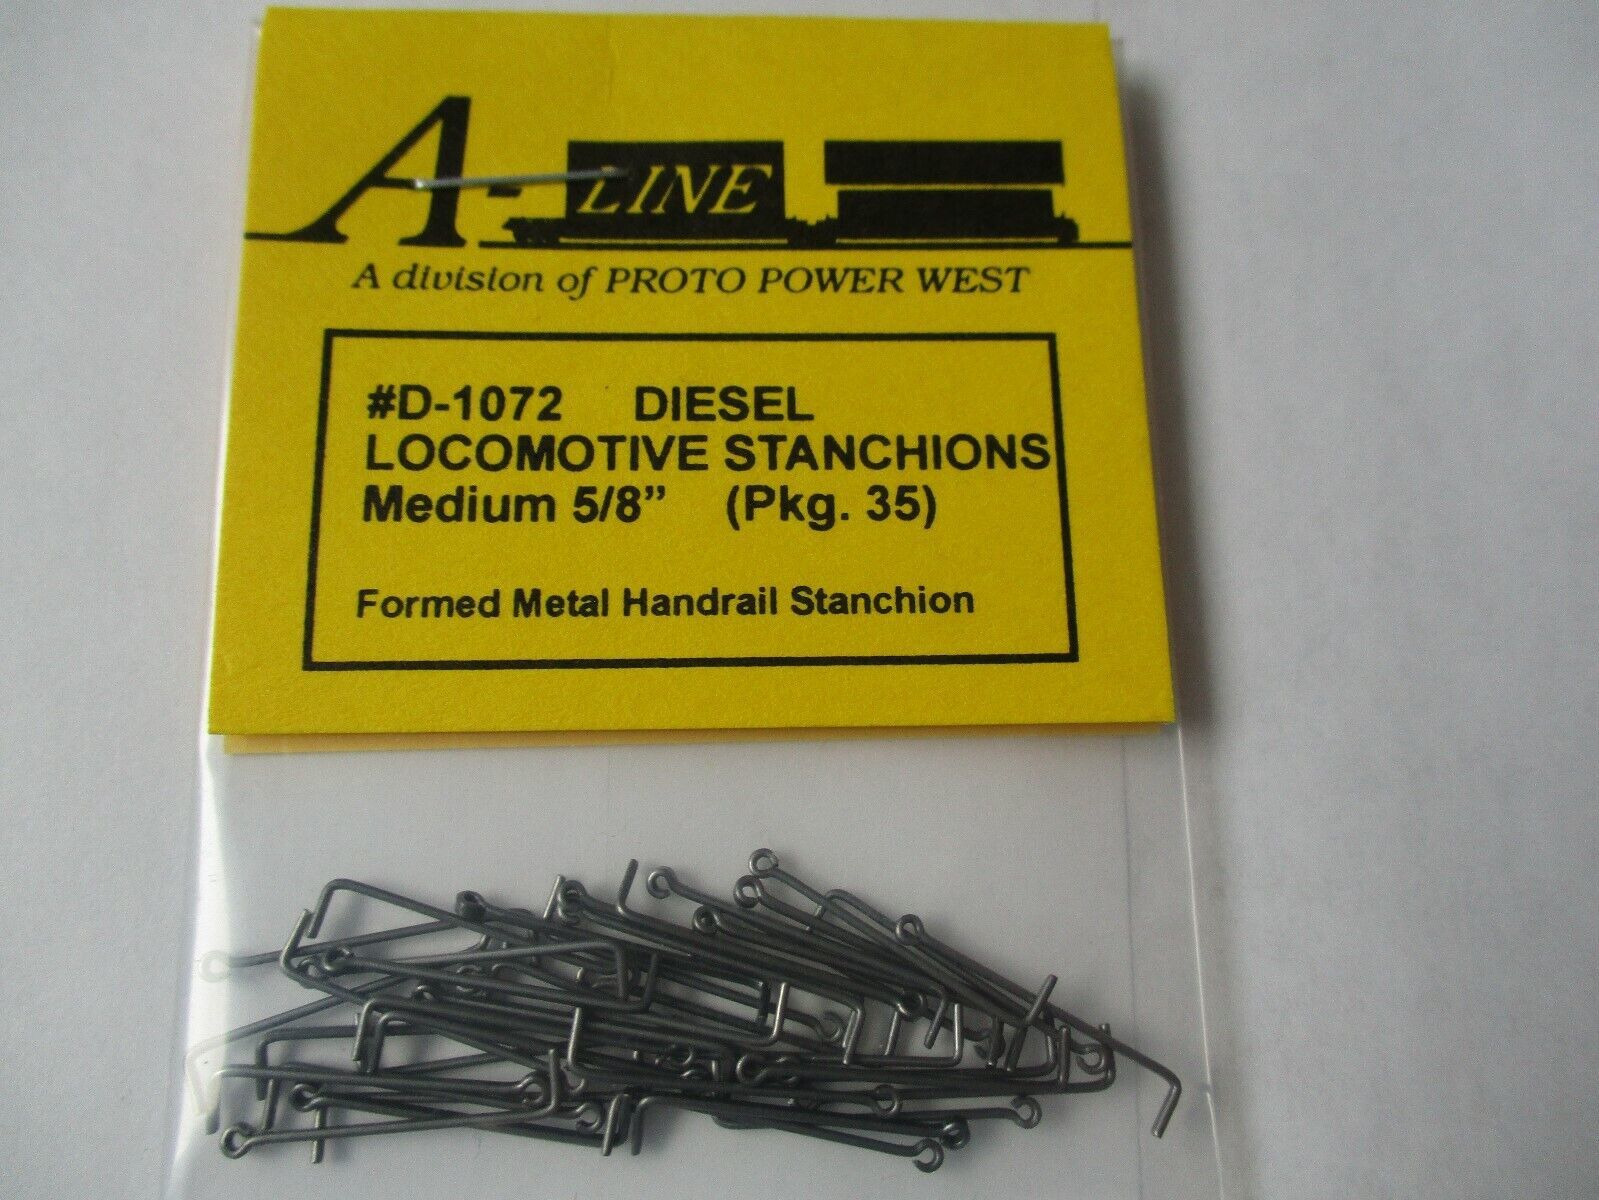 A-LINE
A division of PROTO POWER WEST
#D-1072 DIESEL
LOCOMOTIVE STANCHIONS
Medium 5/8” (Pkg. 35)
Formed Metal Handrail Stanchion